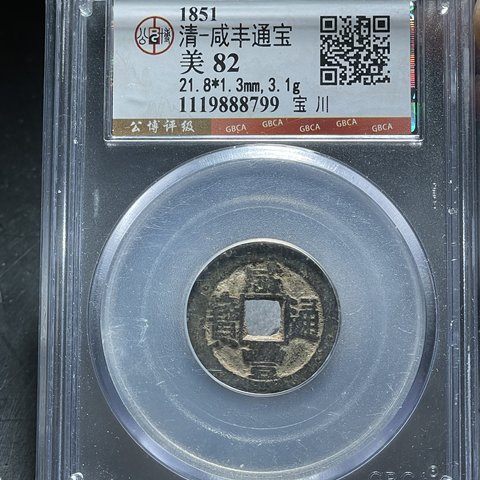 1851
清-咸丰通宝
美 82
21.8*1.3mm,3.1g
1119888799 宝 川
公博评级 GBCA GBCA GBCA GBCA GBCA
咸豐通寶